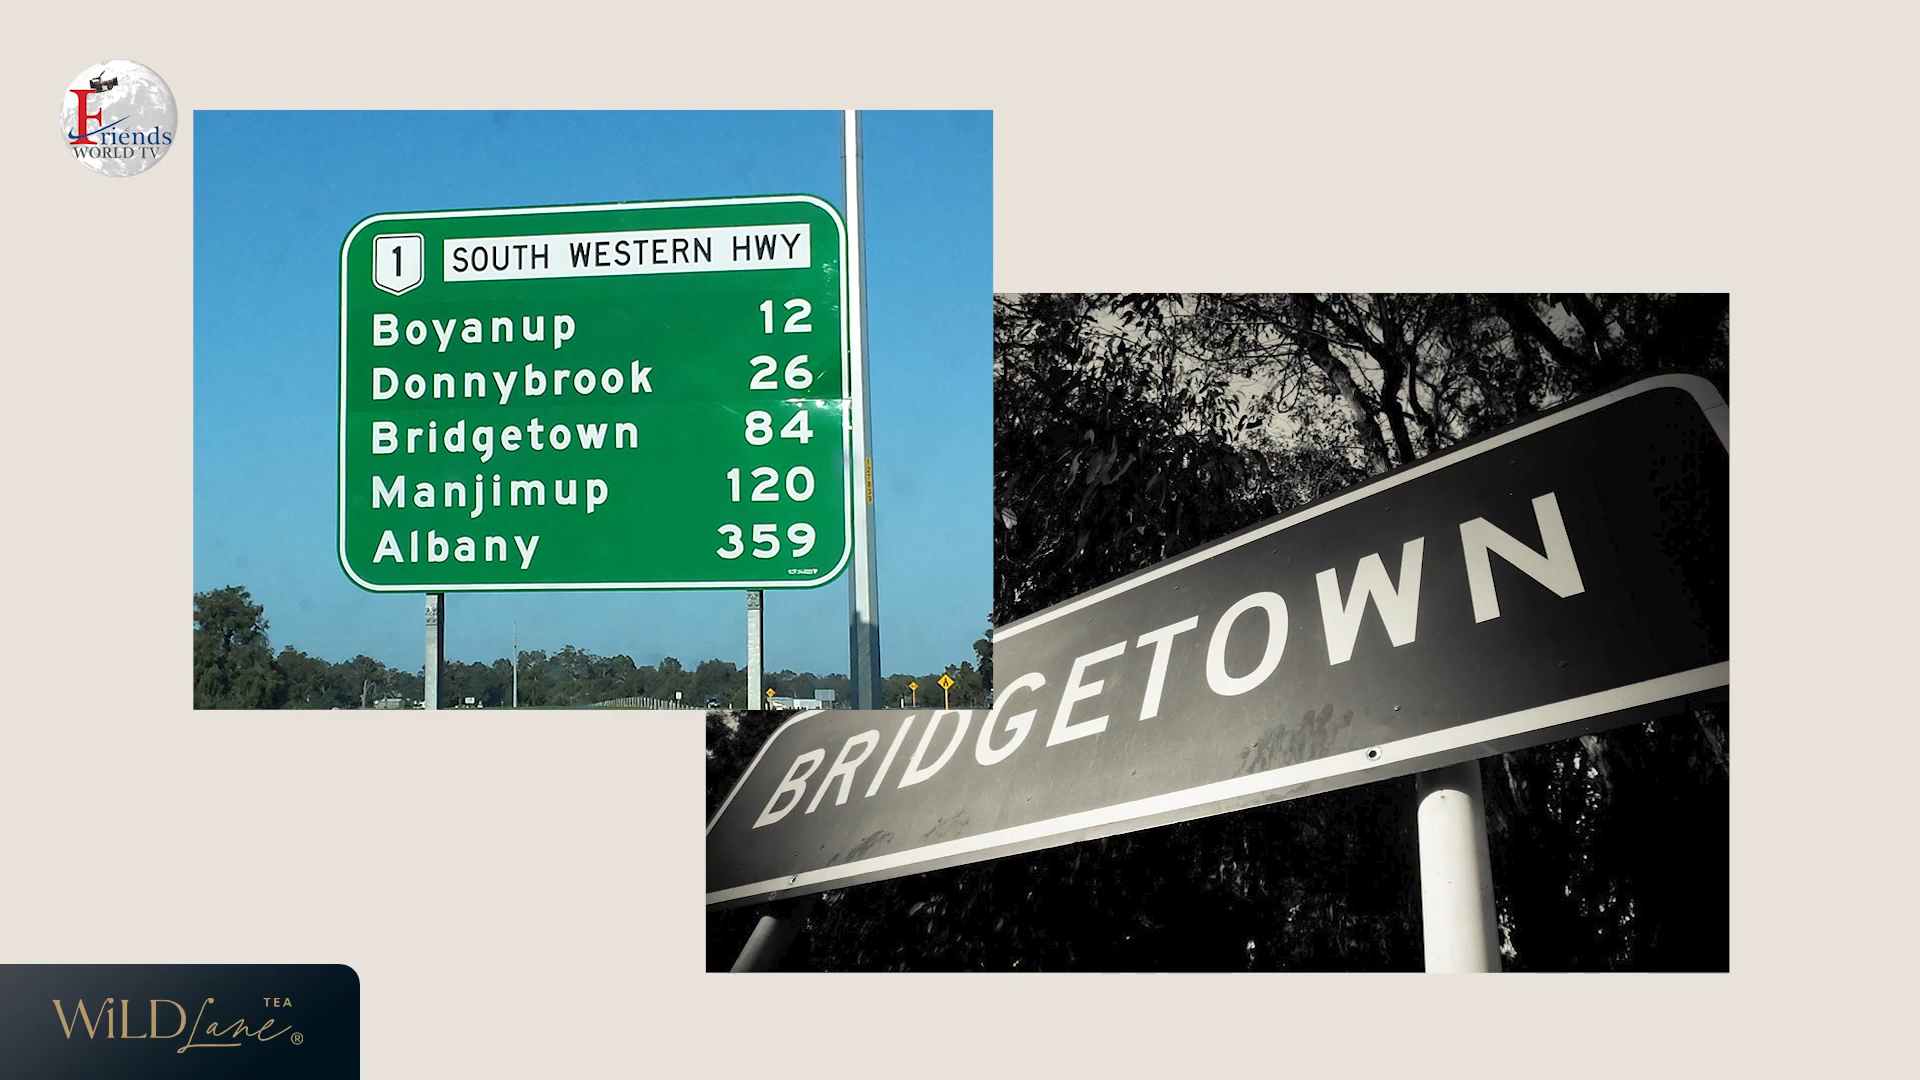 Friends
WORLD TV
1 SOUTH WESTERN HWY
Boyanup 12
Donnybrook 26
Bridgetown 84
Manjimup 120
Albany 359
BRIDGETOWN
WiLD Lane TEA ®